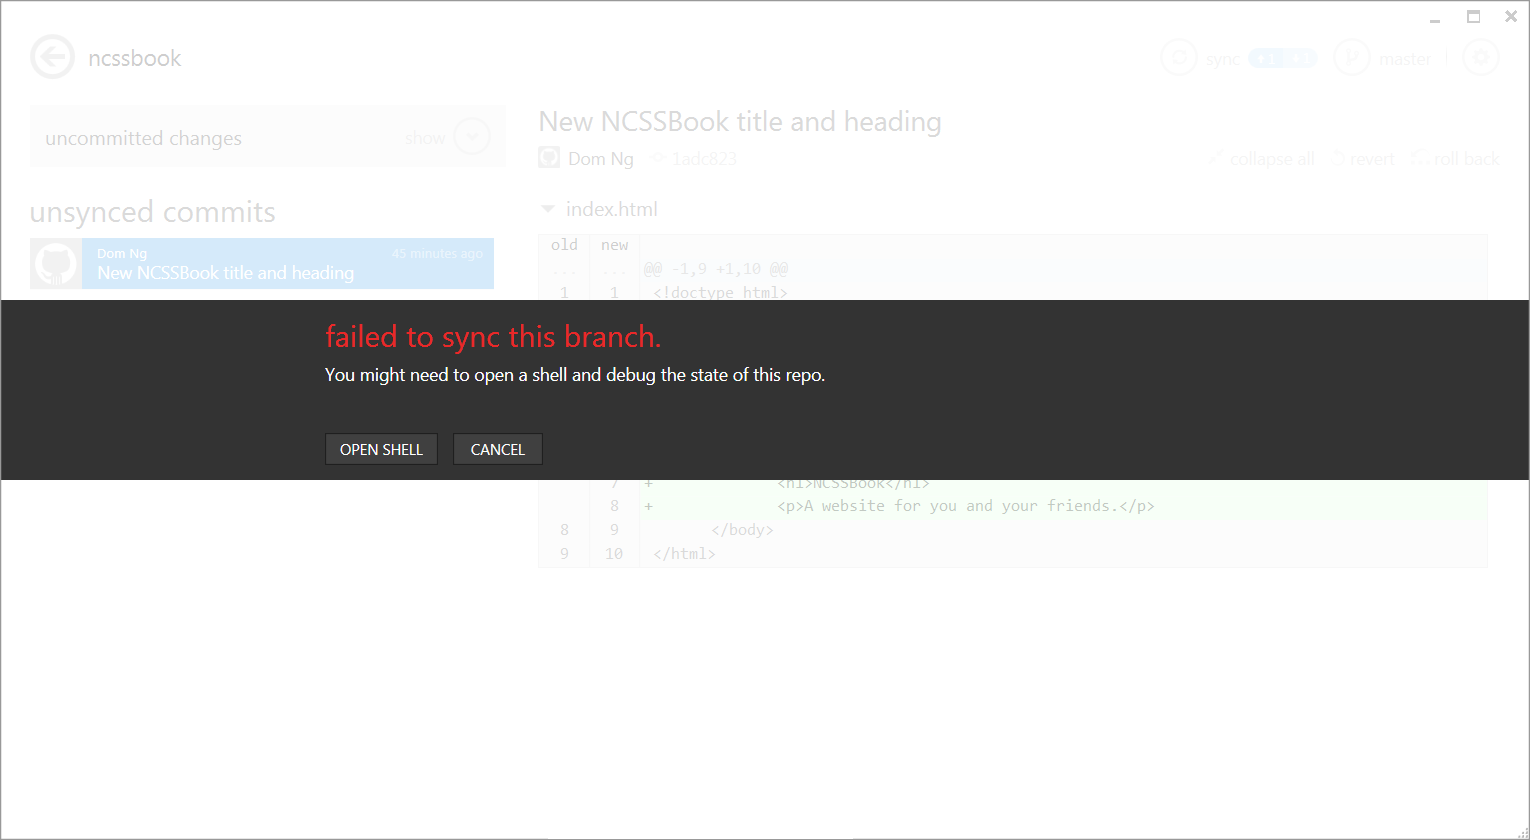 ncssbook
sync
master
uncommitted changes
show
New NCSSBook title and heading
Dom Ng
1adc823
collapse all
revert
roll back
unsynced commits
Dom Ng
45 minutes ago
New NCSSBook title and heading
index.html
old new
... ... @@ -1,9 +1,10 @@
1 1 <!doctype html>
failed to sync this branch.
You might need to open a shell and debug the state of this repo.
OPEN SHELL
CANCEL
7 + <h1>NCSSBook</h1>
8 + <p>A website for you and your friends.</p>
8 9 </body>
9 10 </html>